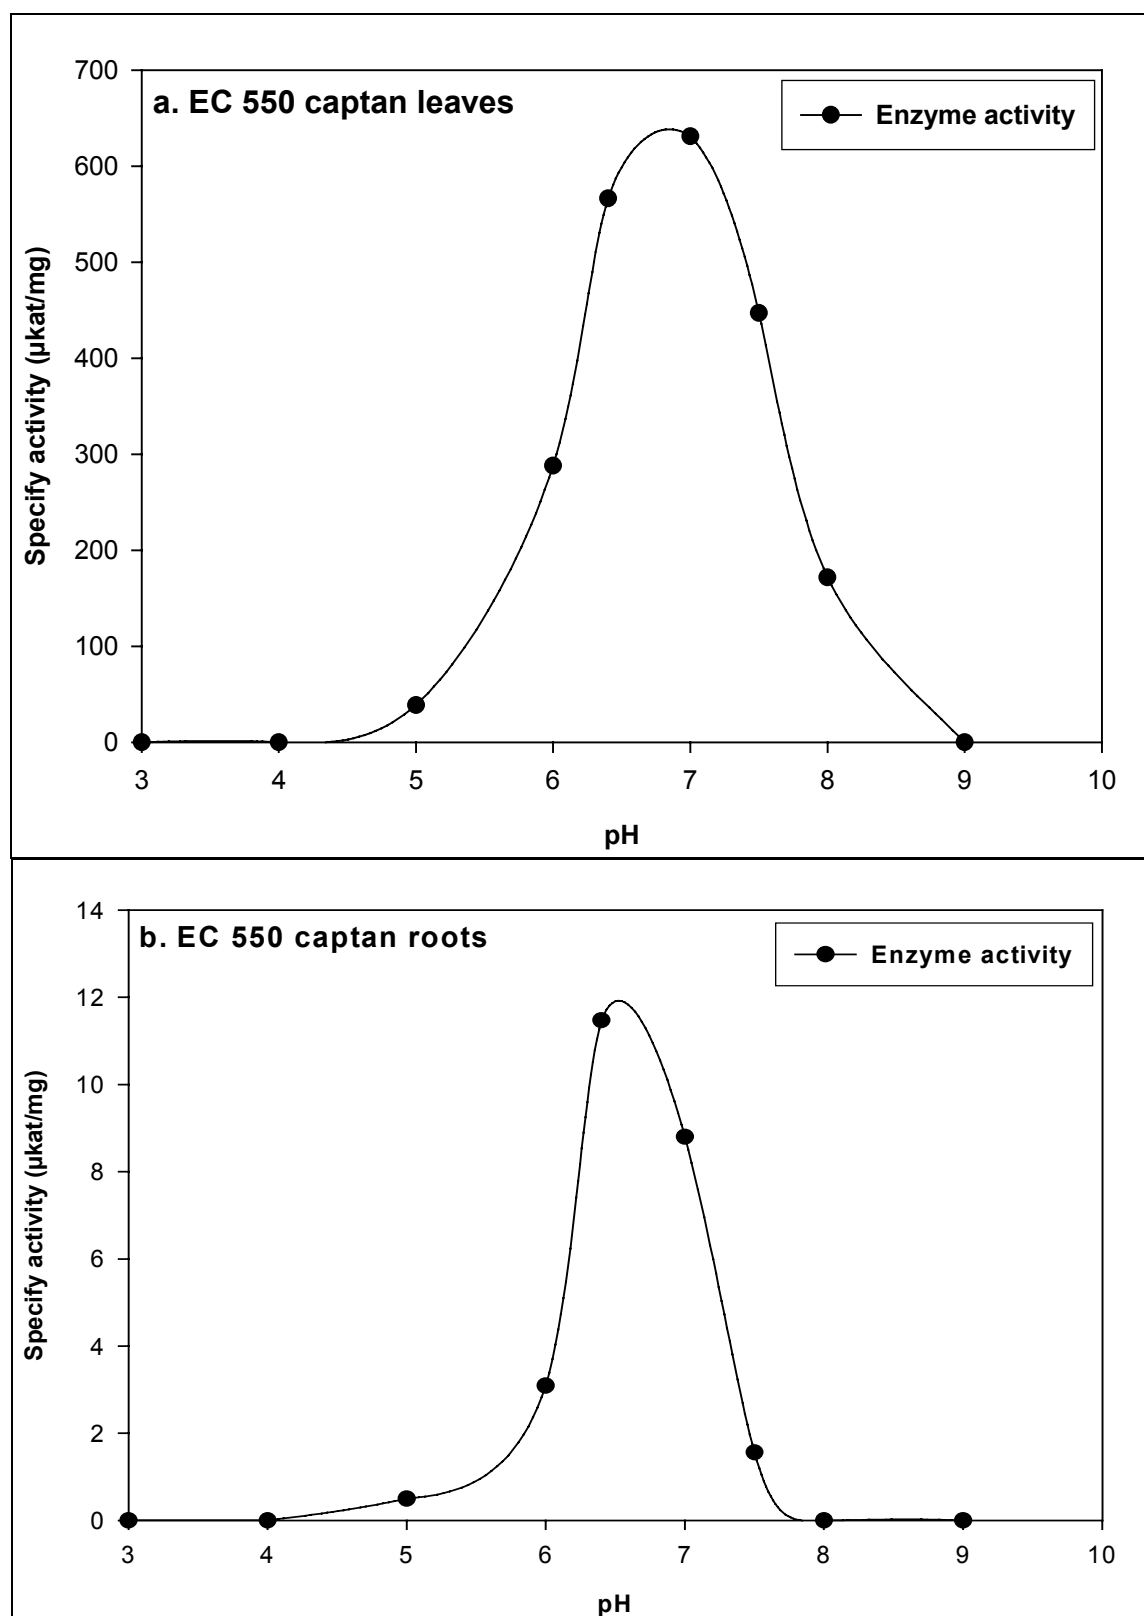 700
a. EC 550 captan leaves
Enzyme activity
600
500
400
300
200
100
0
Specify activity (µkat/mg)
3 4 5 6 7 8 9 10
pH
14
b. EC 550 captan roots
Enzyme activity
12
10
8
6
4
2
0
Specify activity (µkat/mg)
3 4 5 6 7 8 9 10
pH